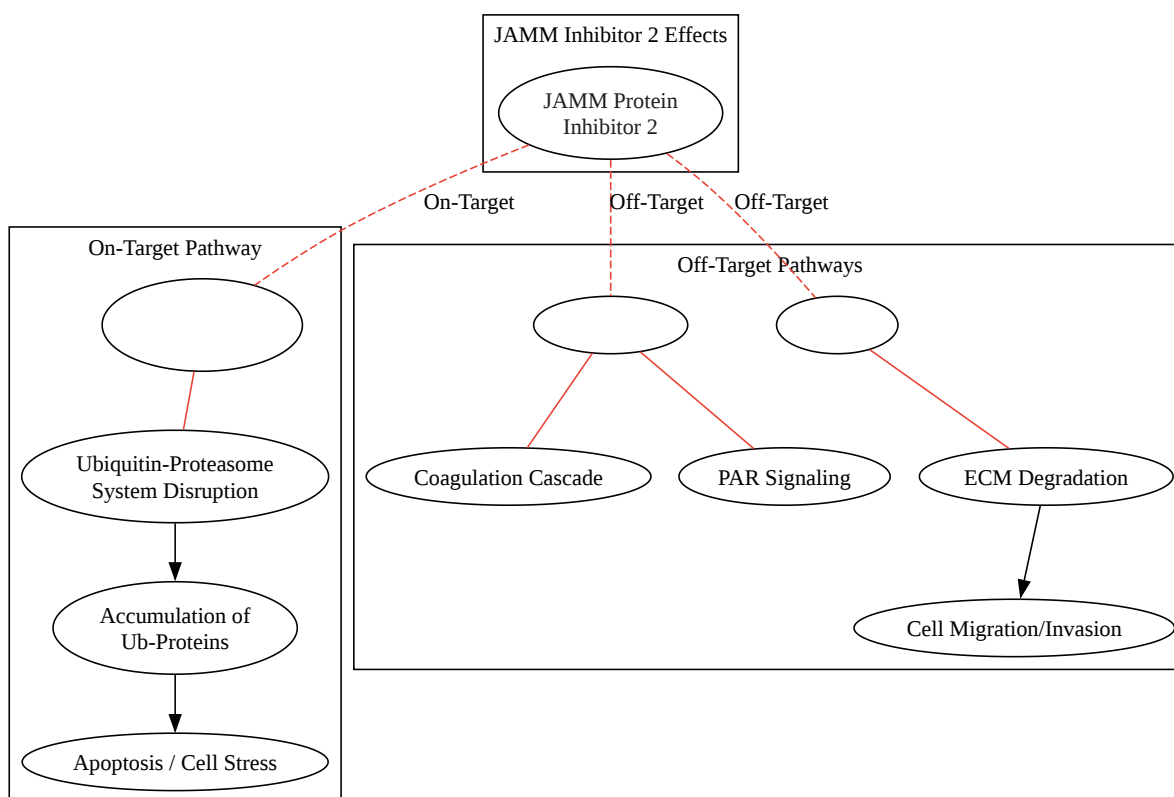 JAMM Inhibitor 2 Effects
JAMM Protein
Inhibitor 2
On-Target
Off-Target
Off-Target
On-Target Pathway
Off-Target Pathways
Ubiquitin-Proteasome
System Disruption
Coagulation Cascade
PAR Signaling
ECM Degradation
Accumulation of
Ub-Proteins
Cell Migration/Invasion
Apoptosis / Cell Stress